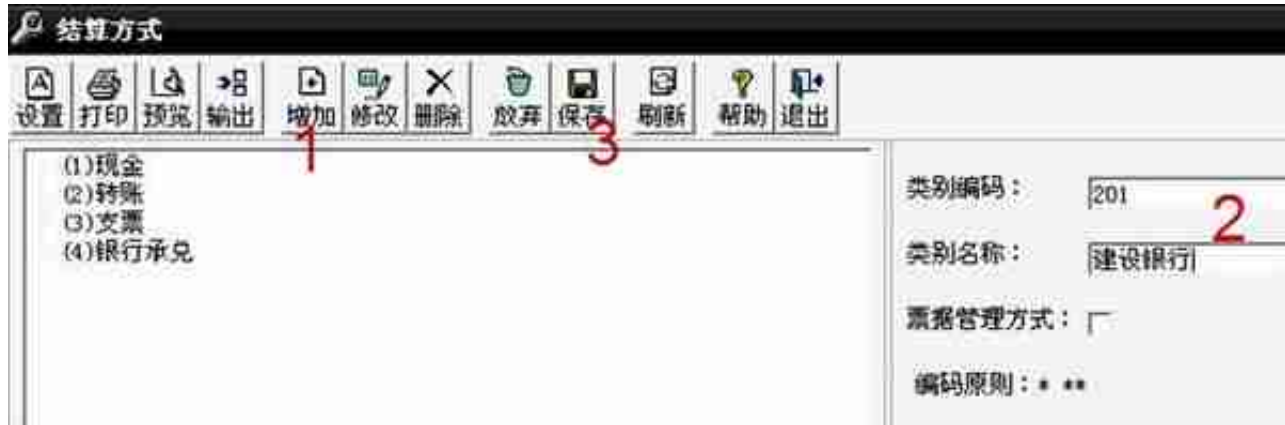 结算方式
设置 打印 预览 输出 增加 修改 删除 放弃 保存 刷新 帮助 退出
1
3
(1)现金
(2)转账
(3)支票
(4)银行承兑
类别编码： 201
2
类别名称： 建设银行
票据管理方式：
编码原则：* **